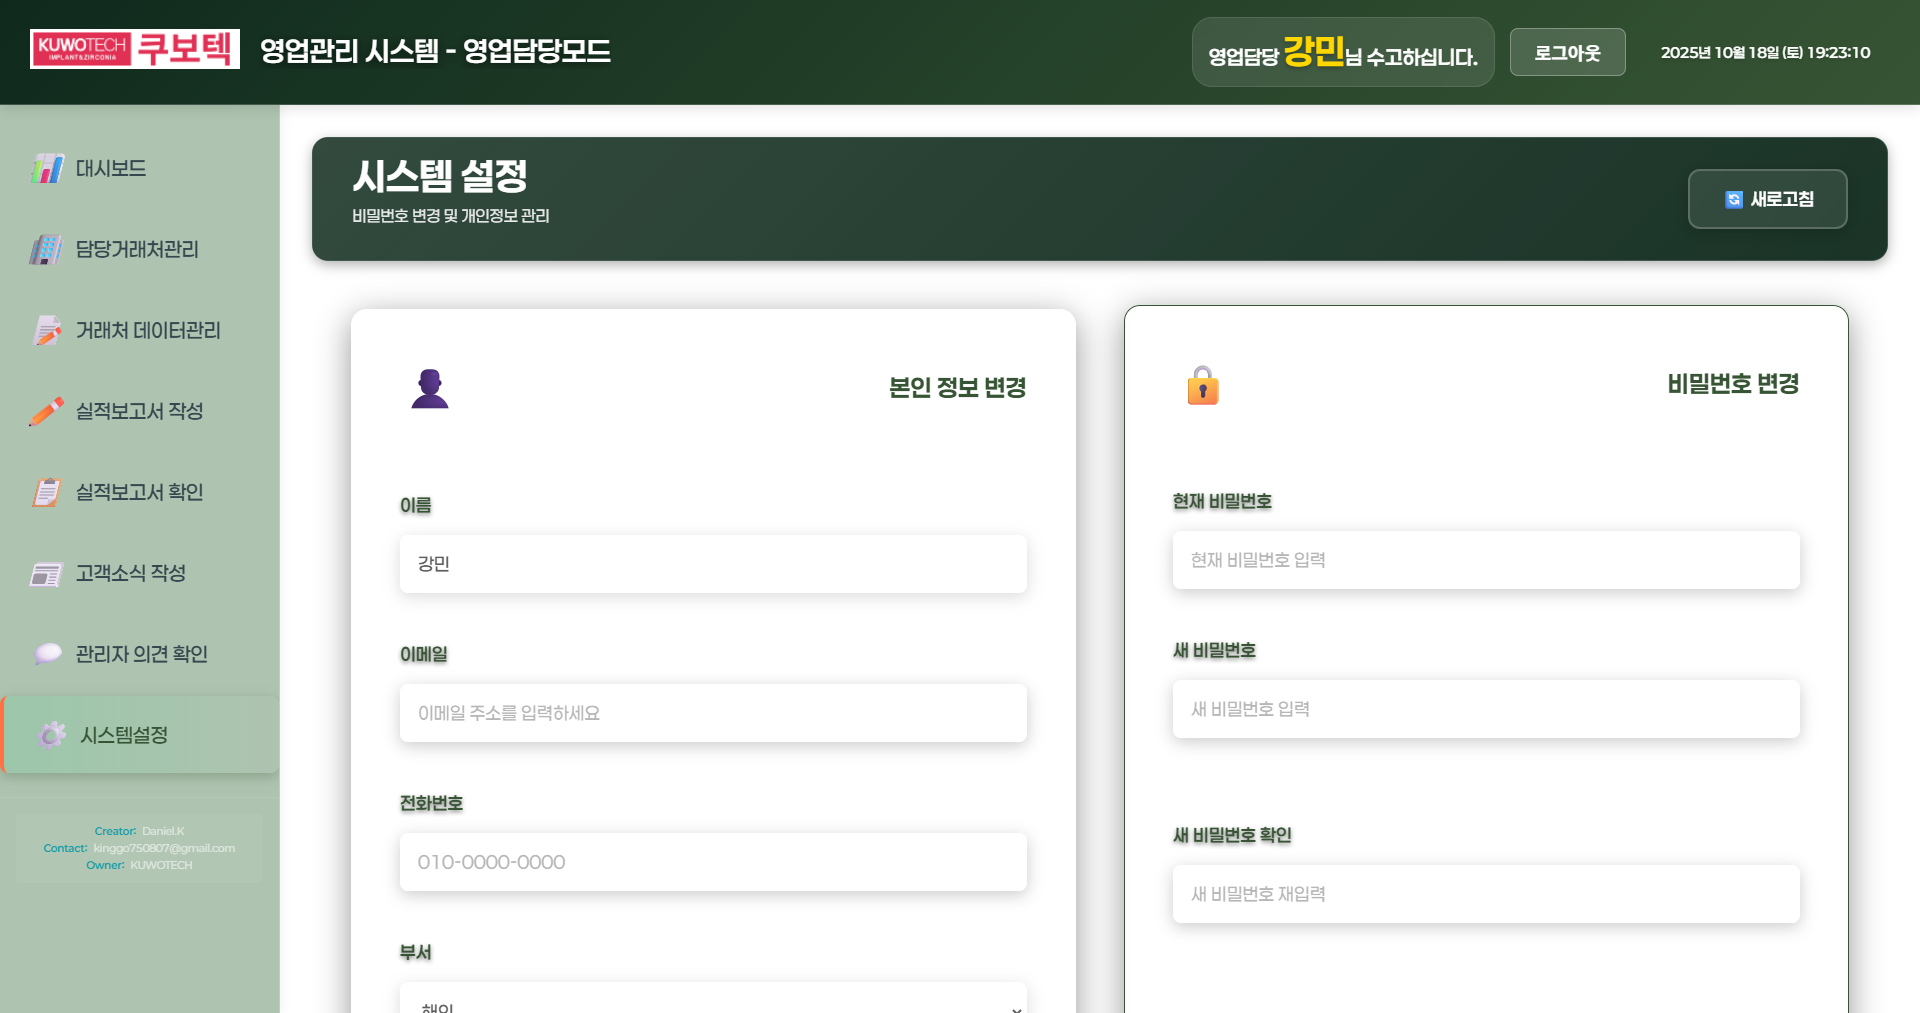 KUWOTECH
IMPLANT&ZIRCONIA
쿠보텍
영업관리 시스템 - 영업담당모드
영업담당 강민님 수고하십니다.
로그아웃
2025년 10월 18일 (토) 19:23:10
대시보드
담당거래처관리
거래처 데이터관리
실적보고서 작성
실적보고서 확인
고객소식 작성
관리자 의견 확인
시스템설정
Creator: Daniel.K
Contact: kinggo750807@gmail.com
Owner: KUWOTECH
시스템 설정
비밀번호 변경 및 개인정보 관리
새로고침
본인 정보 변경
이름
강민
이메일
이메일 주소를 입력하세요
전화번호
010-0000-0000
부서
해외
비밀번호 변경
현재 비밀번호
현재 비밀번호 입력
새 비밀번호
새 비밀번호 입력
새 비밀번호 확인
새 비밀번호 재입력